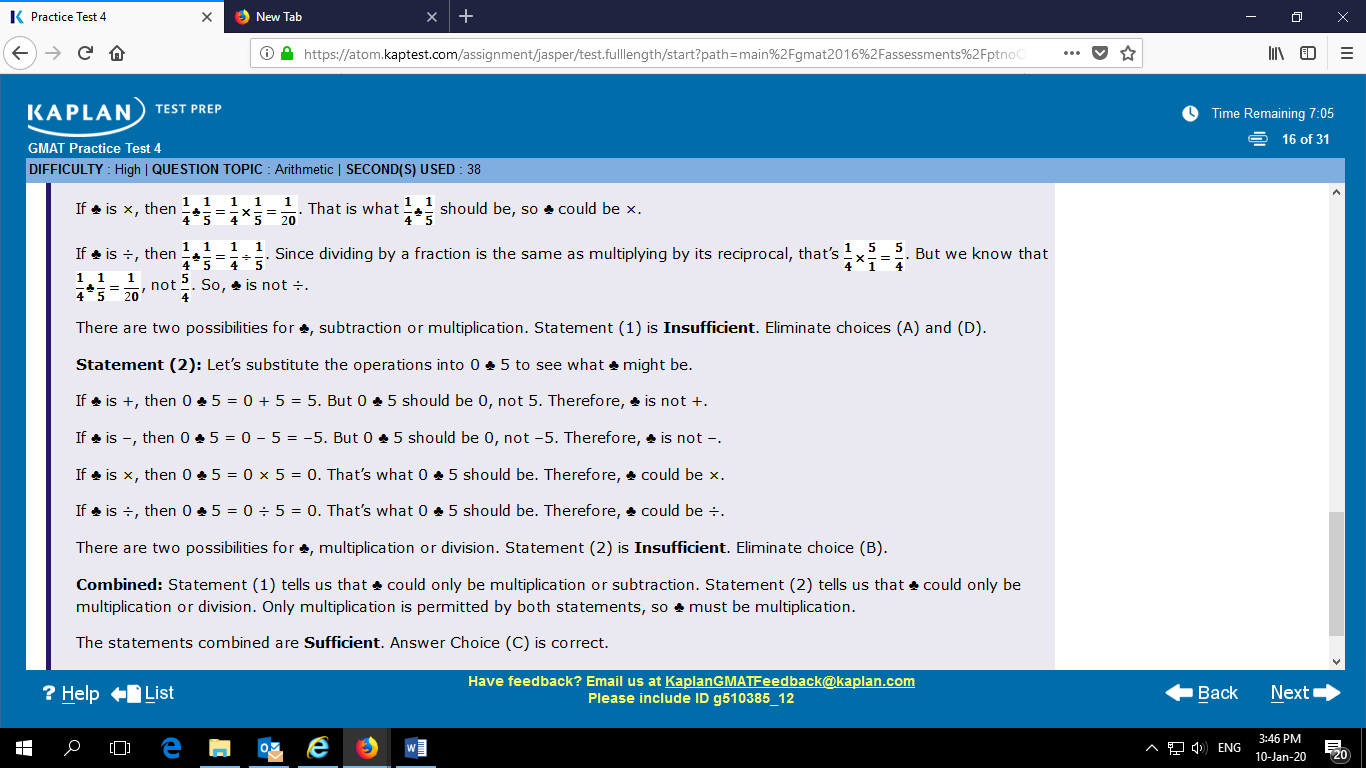 Practice Test 4
New Tab
https://atom.kaptest.com/assignment/jasper/test.fulllength/start?path=main%2Fgmat2016%2Fassessments%2Fptno
KAPLAN TEST PREP
Time Remaining 7:05
GMAT Practice Test 4
16 of 31
DIFFICULTY : High | QUESTION TOPIC : Arithmetic | SECOND(S) USED : 38
If ♣ is ×, then 1/4 ♣ 1/5 = 1/4 × 1/5 = 1/20. That is what 1/4 ♣ 1/5 should be, so ♣ could be ×.
If ♣ is ÷, then 1/4 ♣ 1/5 = 1/4 ÷ 1/5. Since dividing by a fraction is the same as multiplying by its reciprocal, that’s 1/4 × 5/1 = 5/4. But we know that
1/4 ♣ 1/5 = 1/20, not 5/4. So, ♣ is not ÷.
There are two possibilities for ♣, subtraction or multiplication. Statement (1) is Insufficient. Eliminate choices (A) and (D).
Statement (2): Let’s substitute the operations into 0 ♣ 5 to see what ♣ might be.
If ♣ is +, then 0 ♣ 5 = 0 + 5 = 5. But 0 ♣ 5 should be 0, not 5. Therefore, ♣ is not +.
If ♣ is –, then 0 ♣ 5 = 0 – 5 = –5. But 0 ♣ 5 should be 0, not –5. Therefore, ♣ is not –.
If ♣ is ×, then 0 ♣ 5 = 0 × 5 = 0. That’s what 0 ♣ 5 should be. Therefore, ♣ could be ×.
If ♣ is ÷, then 0 ♣ 5 = 0 ÷ 5 = 0. That’s what 0 ♣ 5 should be. Therefore, ♣ could be ÷.
There are two possibilities for ♣, multiplication or division. Statement (2) is Insufficient. Eliminate choice (B).
Combined: Statement (1) tells us that ♣ could only be multiplication or subtraction. Statement (2) tells us that ♣ could only be
multiplication or division. Only multiplication is permitted by both statements, so ♣ must be multiplication.
The statements combined are Sufficient. Answer Choice (C) is correct.
? Help List
Have feedback? Email us at KaplanGMATFeedback@kaplan.com
Please include ID g510385_12
Back Next
ENG
3:46 PM
10-Jan-20
20